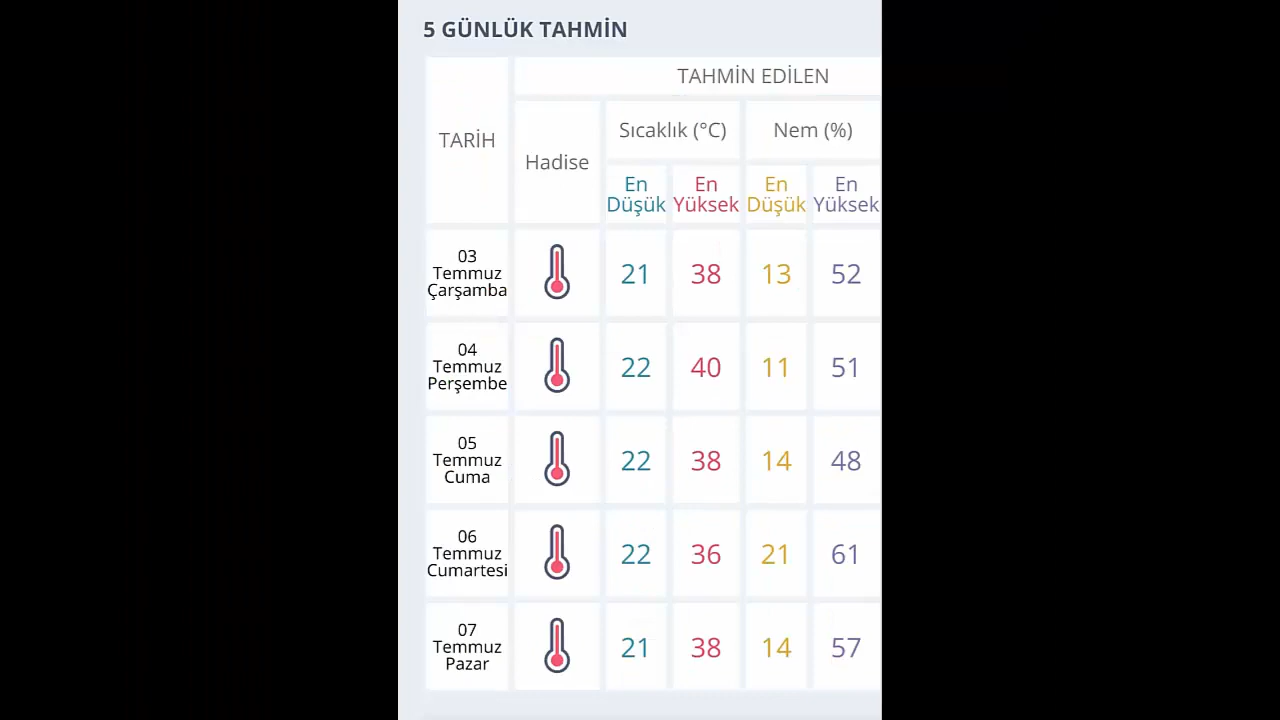 5 GÜNLÜK TAHMİN
TAHMİN EDİLEN
TARİH
Hadise
Sıcaklık (°C)
Nem (%)
En Düşük
En Yüksek
En Düşük
En Yüksek
03
Temmuz
Çarşamba
21 38 13 52
04
Temmuz
Perşembe
22 40 11 51
05
Temmuz
Cuma
22 38 14 48
06
Temmuz
Cumartesi
22 36 21 61
07
Temmuz
Pazar
21 38 14 57